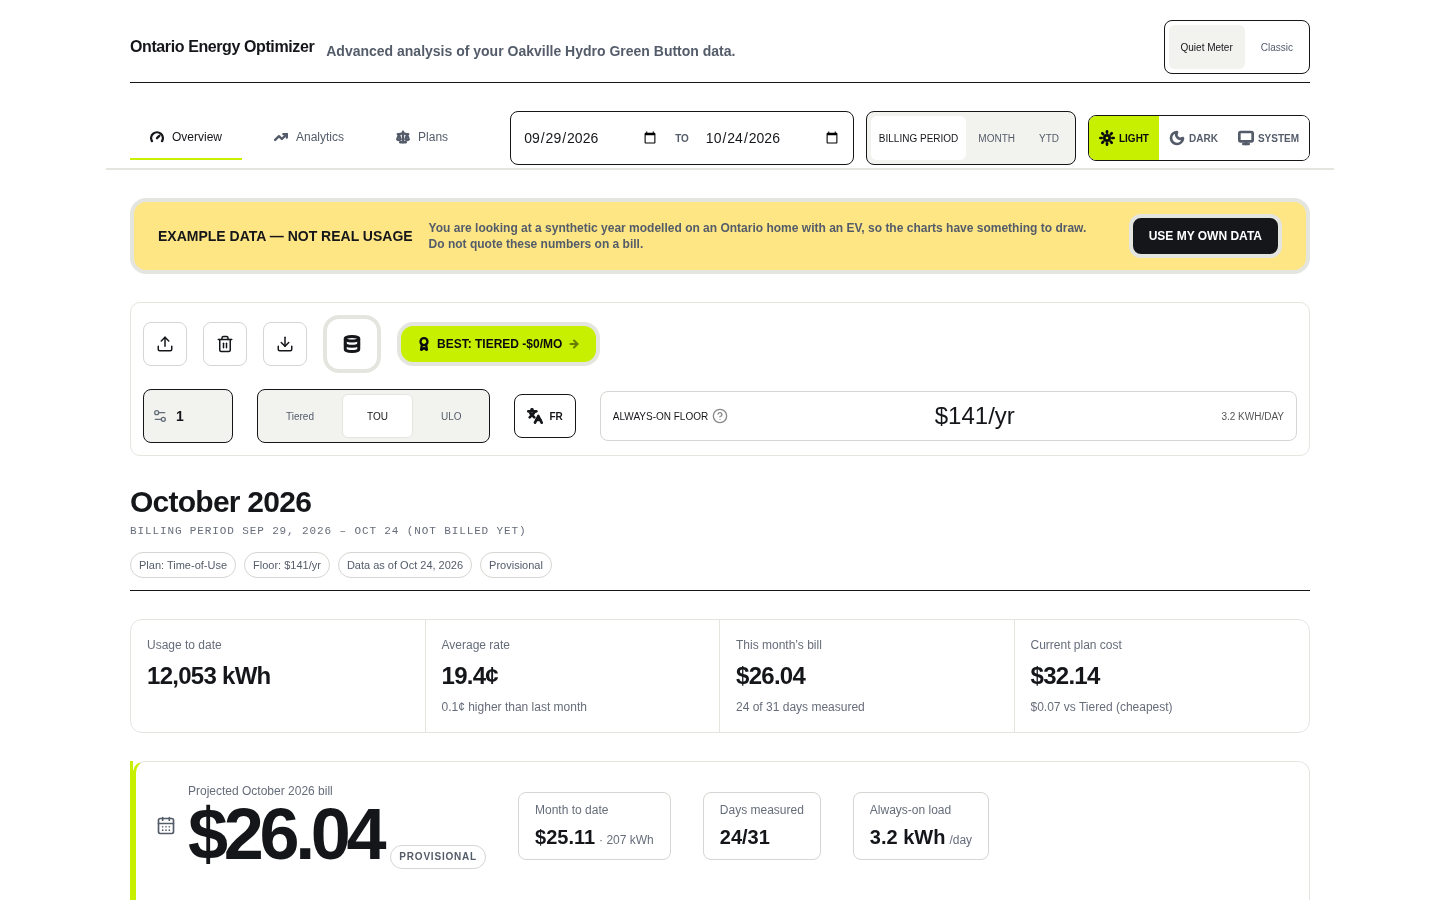 Ontario Energy Optimizer
Advanced analysis of your Oakville Hydro Green Button data.
Quiet Meter
Classic
Overview
Analytics
Plans
09/29/2026
TO
10/24/2026
BILLING PERIOD
MONTH
YTD
LIGHT
DARK
SYSTEM
EXAMPLE DATA — NOT REAL USAGE
You are looking at a synthetic year modelled on an Ontario home with an EV, so the charts have something to draw.
Do not quote these numbers on a bill.
USE MY OWN DATA
BEST: TIERED -$0/MO →
1
Tiered
TOU
ULO
FR
ALWAYS-ON FLOOR
$141/yr
3.2 KWH/DAY
October 2026
BILLING PERIOD SEP 29, 2026 – OCT 24 (NOT BILLED YET)
Plan: Time-of-Use
Floor: $141/yr
Data as of Oct 24, 2026
Provisional
Usage to date
12,053 kWh
Average rate
19.4¢
0.1¢ higher than last month
This month's bill
$26.04
24 of 31 days measured
Current plan cost
$32.14
$0.07 vs Tiered (cheapest)
Projected October 2026 bill
$26.04
PROVISIONAL
Month to date
$25.11 · 207 kWh
Days measured
24/31
Always-on load
3.2 kWh /day